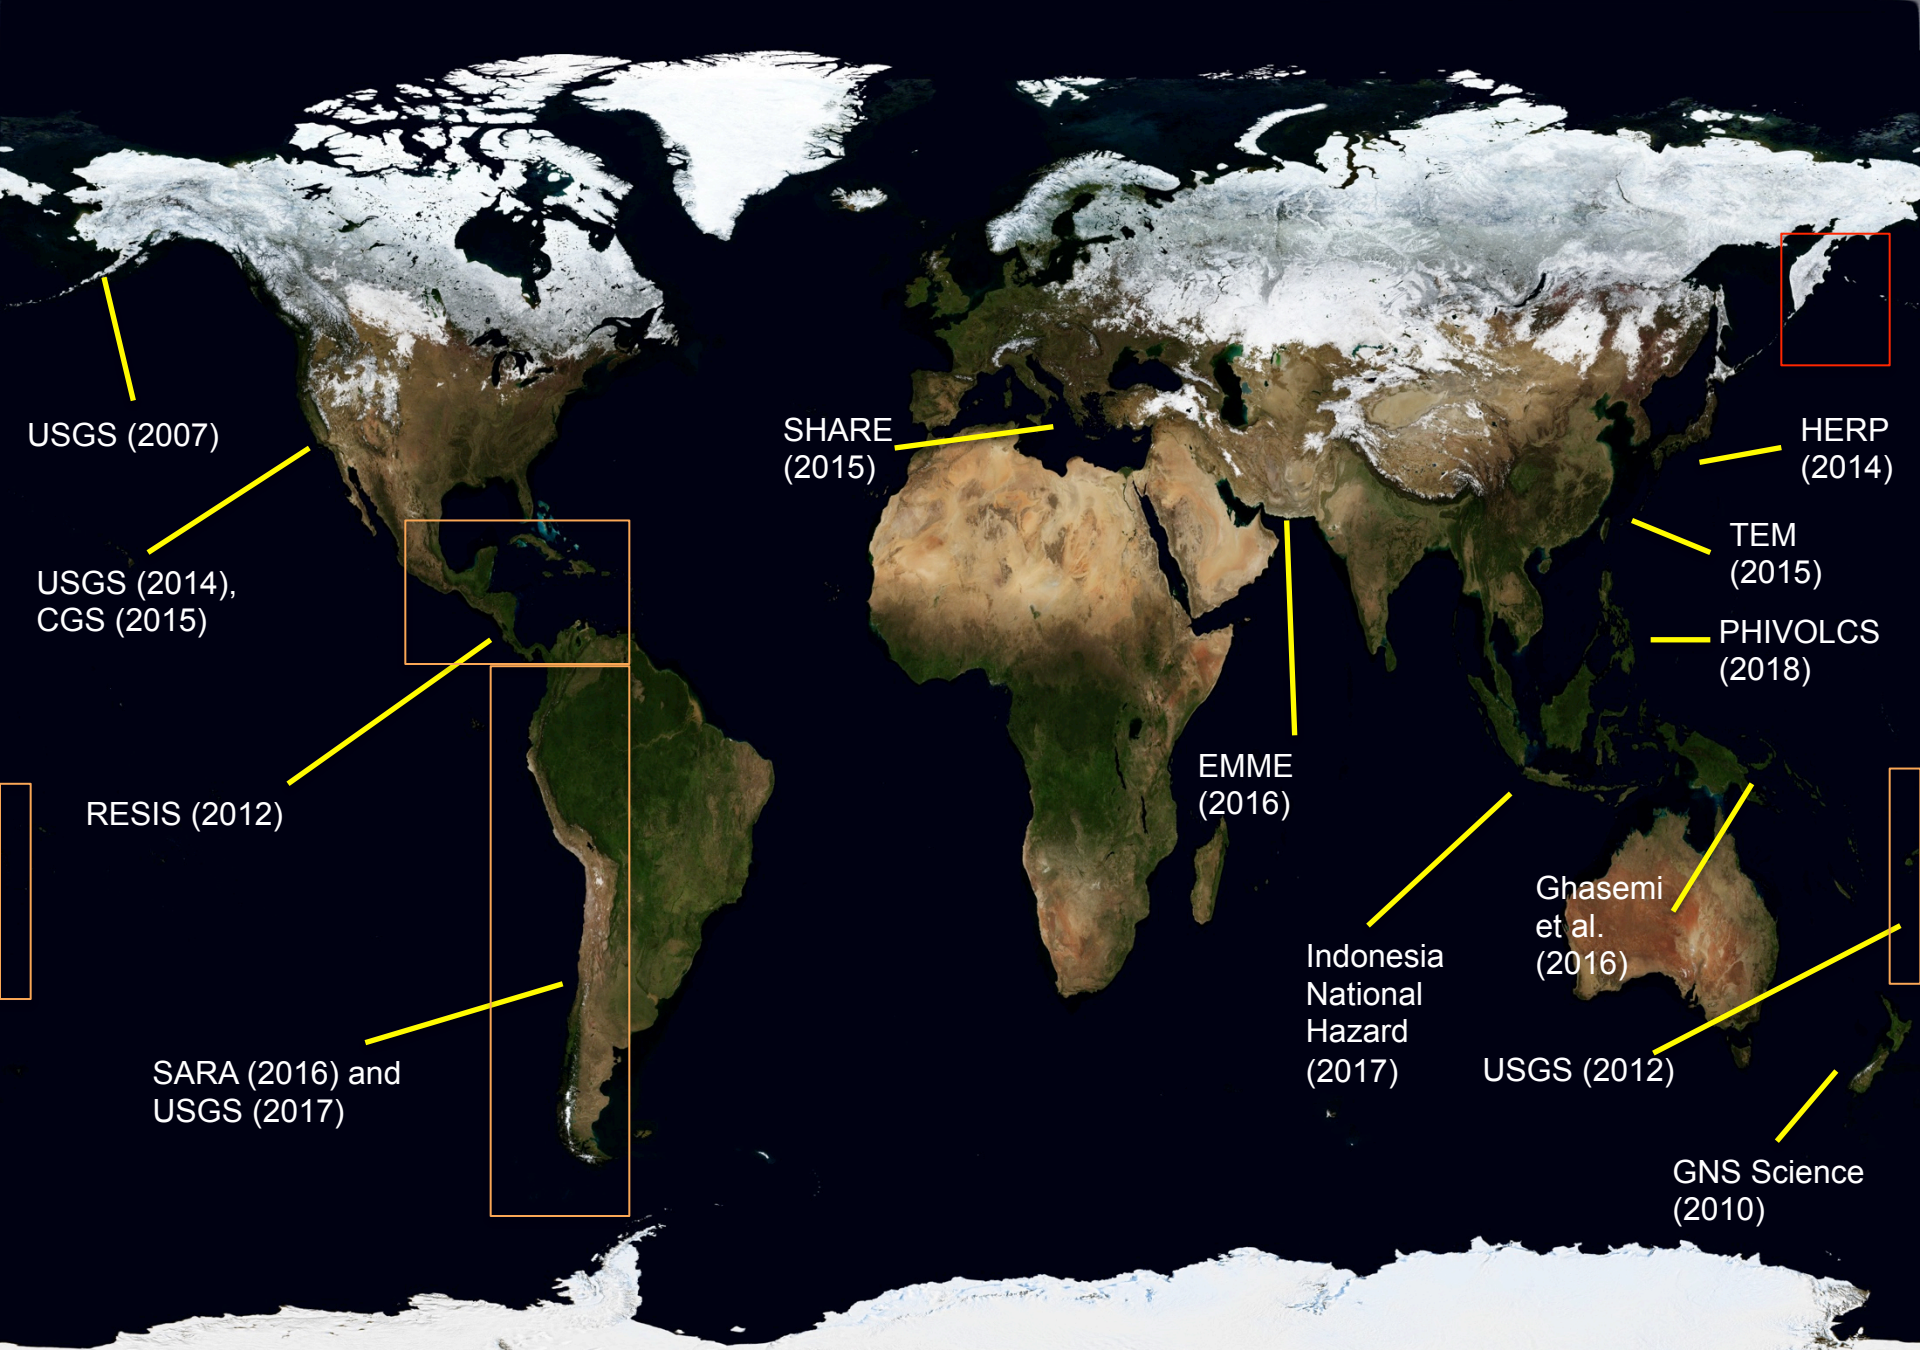 USGS (2007)
USGS (2014),
CGS (2015)
RESIS (2012)
SARA (2016) and
USGS (2017)
SHARE
(2015)
EMME
(2016)
HERP
(2014)
TEM
(2015)
PHIVOLCS
(2018)
Indonesia
National
Hazard
(2017)
Ghasemi
et al.
(2016)
USGS (2012)
GNS Science
(2010)